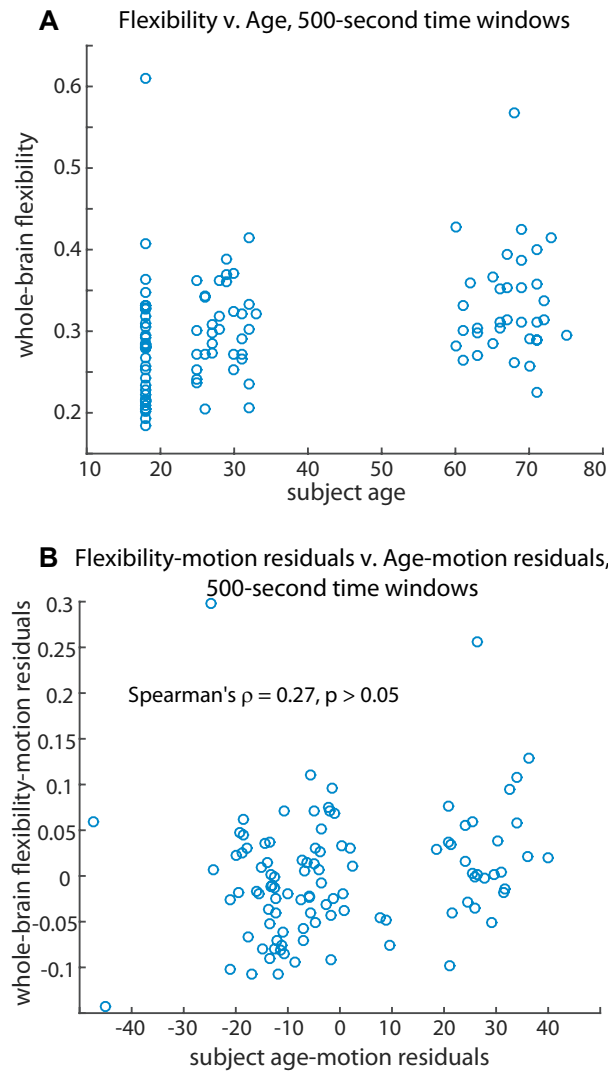 A Flexibility v. Age, 500-second time windows
whole-brain flexibility
0.6
0.5
0.4
0.3
0.2
10 20 30 40 50 60 70 80
subject age
B Flexibility-motion residuals v. Age-motion residuals,
500-second time windows
whole-brain flexibility-motion residuals
0.3
0.2
0.1
0.05
0
-0.05
-0.1
0.15
Spearman's ρ = 0.27, p > 0.05
-40 -30 -20 -10 0 10 20 30 40
subject age-motion residuals